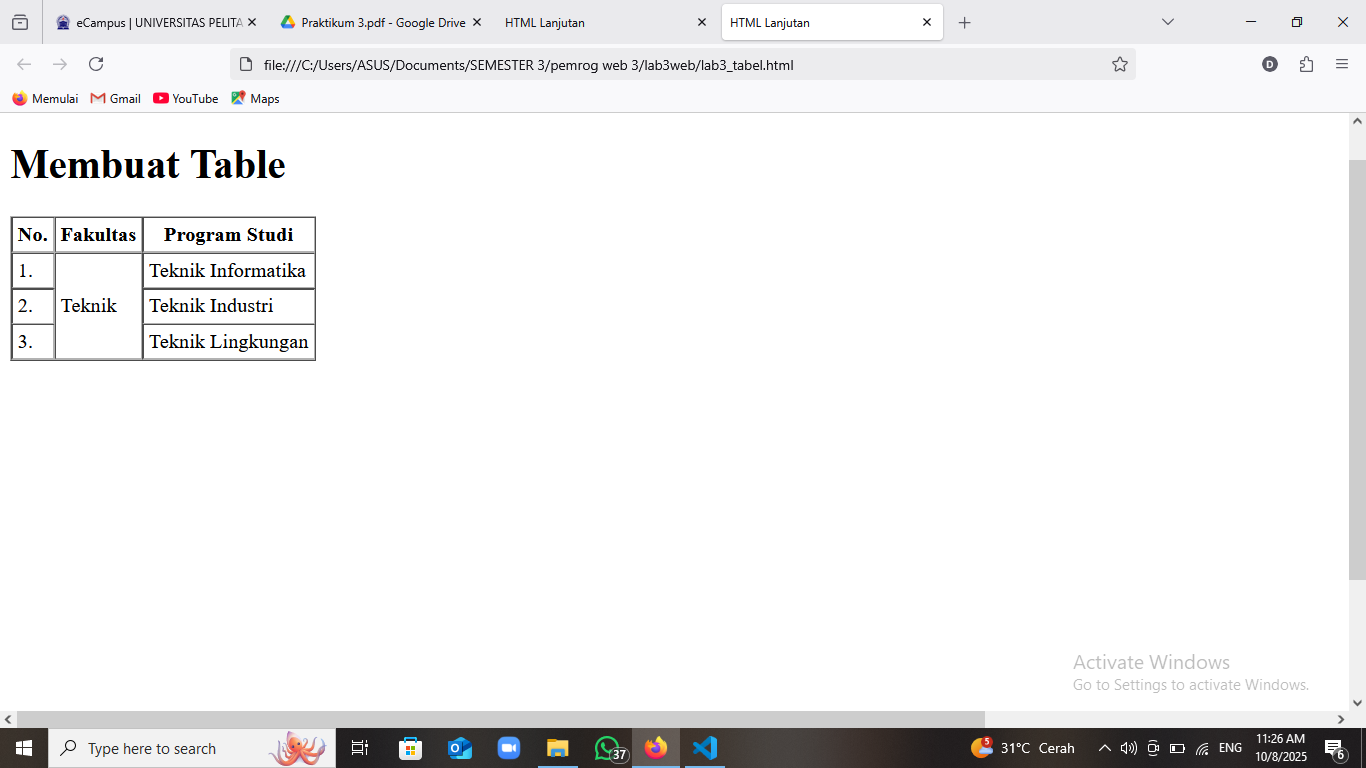 eCampus | UNIVERSITAS PELITA
Praktikum 3.pdf - Google Drive
HTML Lanjutan
HTML Lanjutan
file:///C:/Users/ASUS/Documents/SEMESTER 3/pemrog web 3/lab3web/lab3_tabel.html
D
Memulai Gmail YouTube Maps
Membuat Table
No. Fakultas Program Studi
1. Teknik Informatika
2. Teknik Teknik Industri
3. Teknik Lingkungan
Activate Windows
Go to Settings to activate Windows.
Type here to search
37
5
31°C Cerah
ENG
11:26 AM
10/8/2025
6